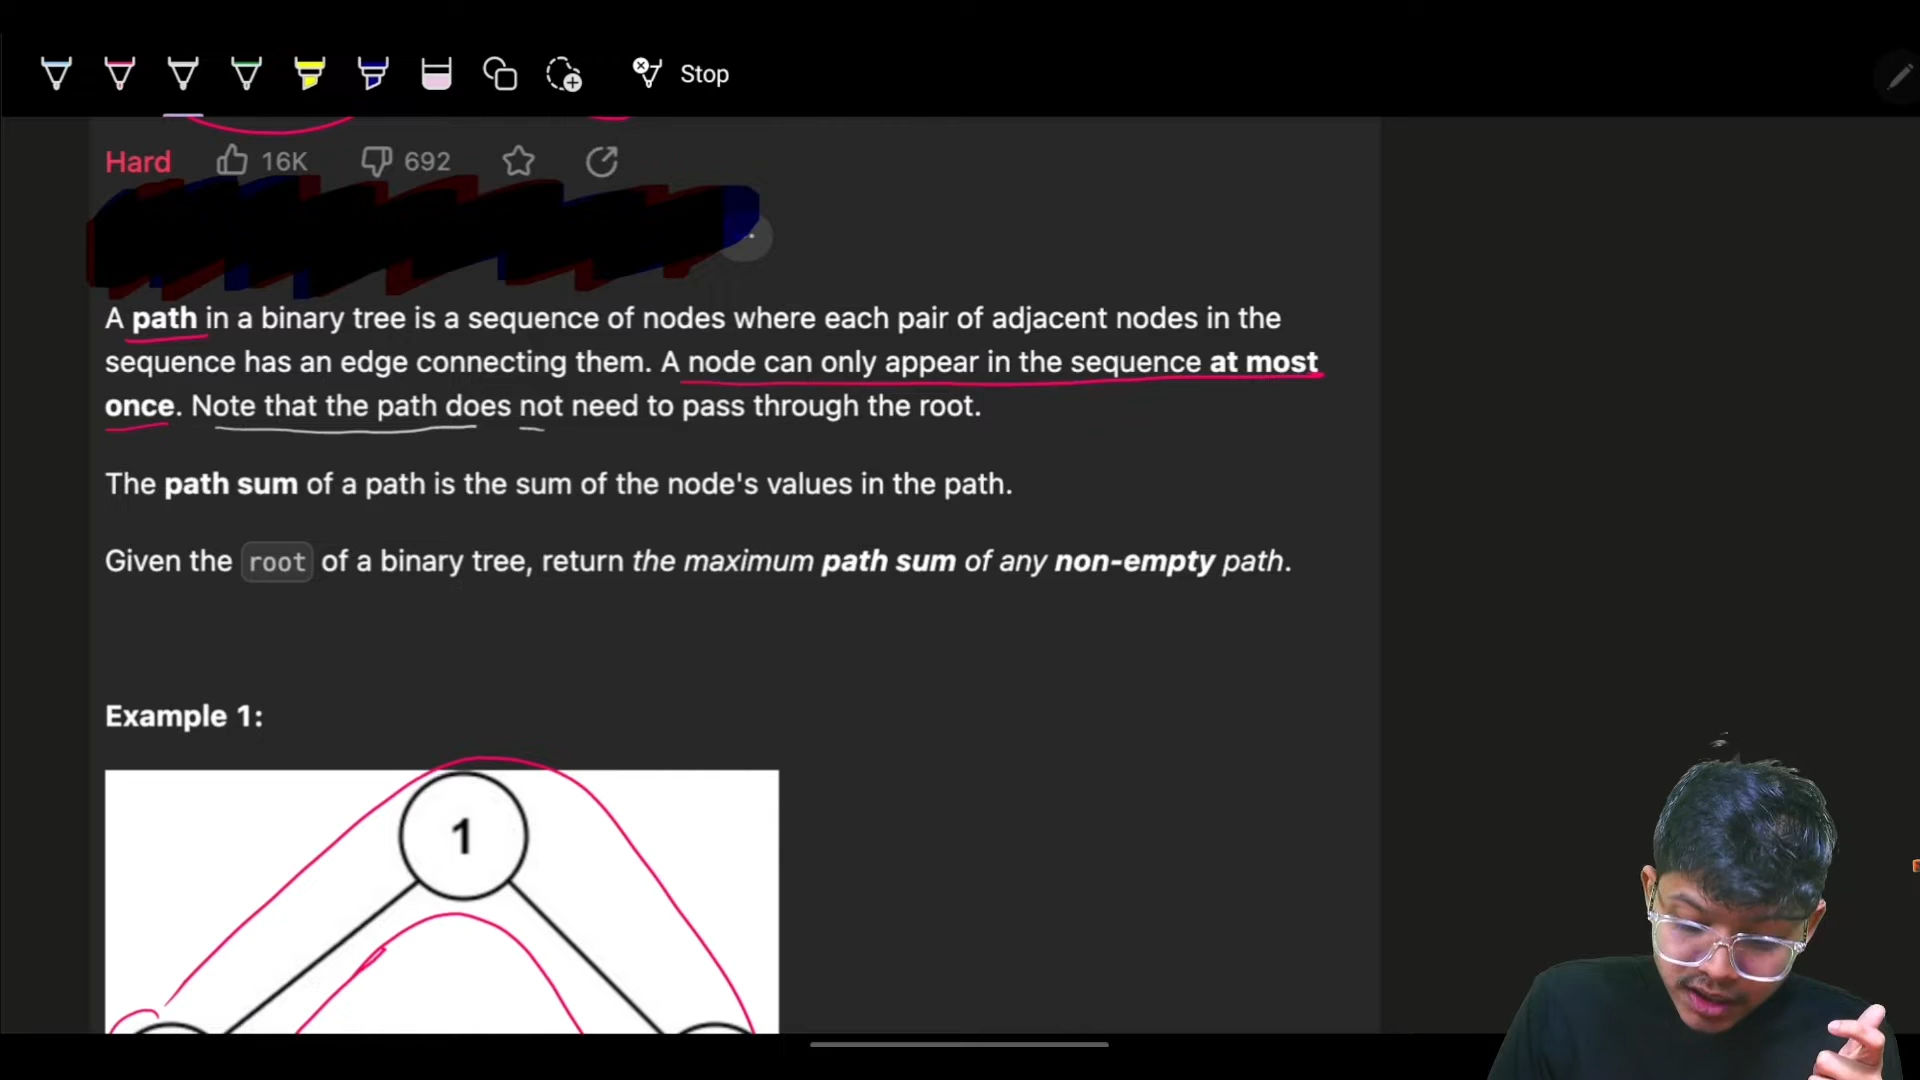 Stop
Hard 16K 692
A path in a binary tree is a sequence of nodes where each pair of adjacent nodes in the
sequence has an edge connecting them. A node can only appear in the sequence at most
once. Note that the path does not need to pass through the root.
The path sum of a path is the sum of the node's values in the path.
Given the root of a binary tree, return the maximum path sum of any non-empty path.
Example 1:
1